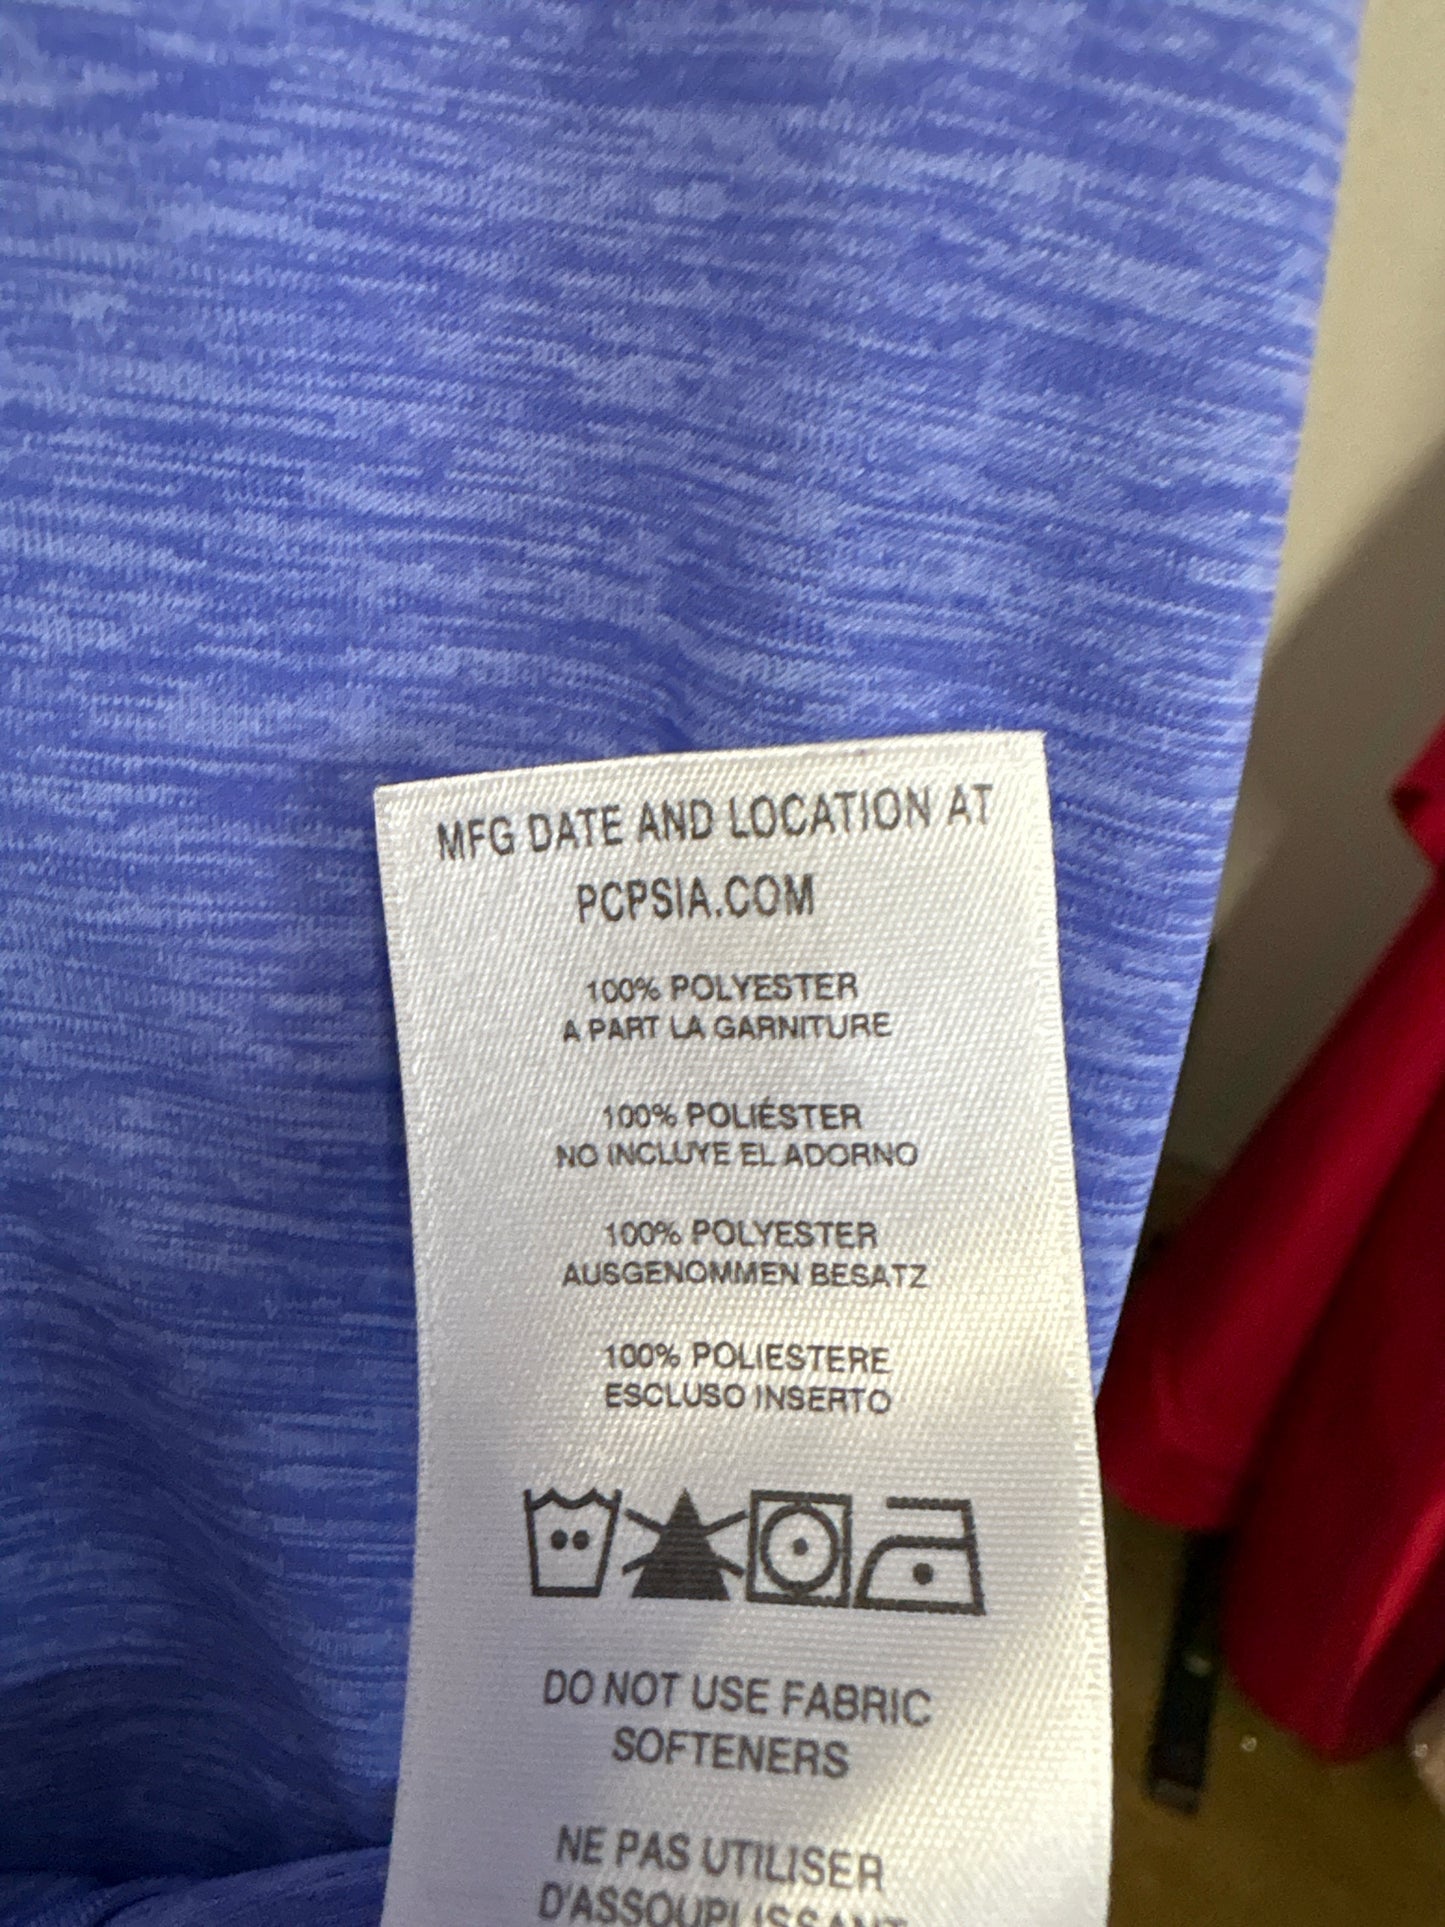 MFG DATE AND LOCATION AT
PCPSIA.COM
100% POLYESTER
A PART LA GARNITURE
100% POLIÉSTER
NO INCLUYE EL ADORNO
100% POLYESTER
AUSGENOMMEN BESATZ
100% POLIESTERE
ESCLUSO INSERTO
DO NOT USE FABRIC
SOFTENERS
NE PAS UTILISER
D'ASSOUPLISSANT